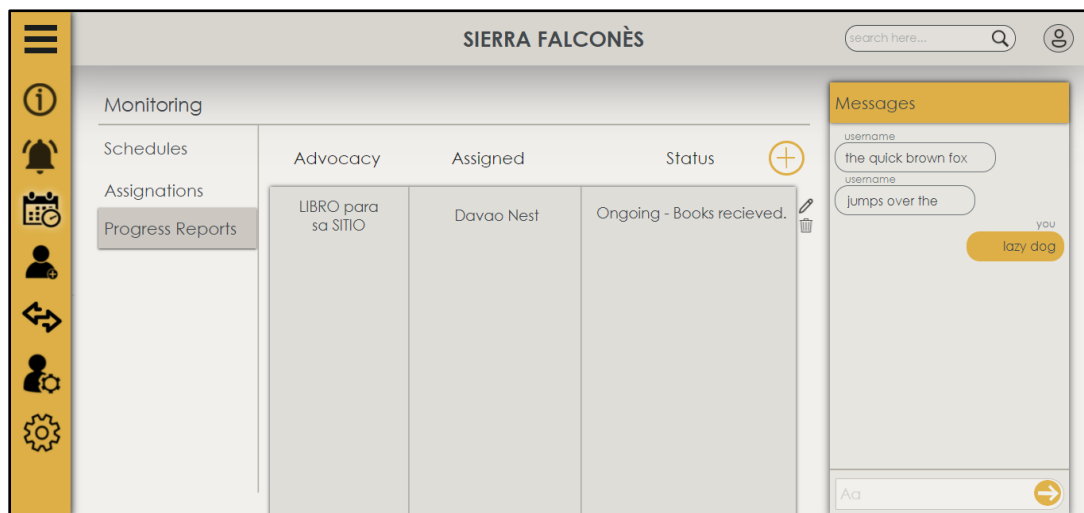 SIERRA FALCONÈS
search here...
Monitoring
Schedules
Assignations
Progress Reports
Advocacy
Assigned
Status
LIBRO para
sa SITIO
Davao Nest
Ongoing - Books recieved.
Messages
username
the quick brown fox
username
jumps over the
you
lazy dog
Aa